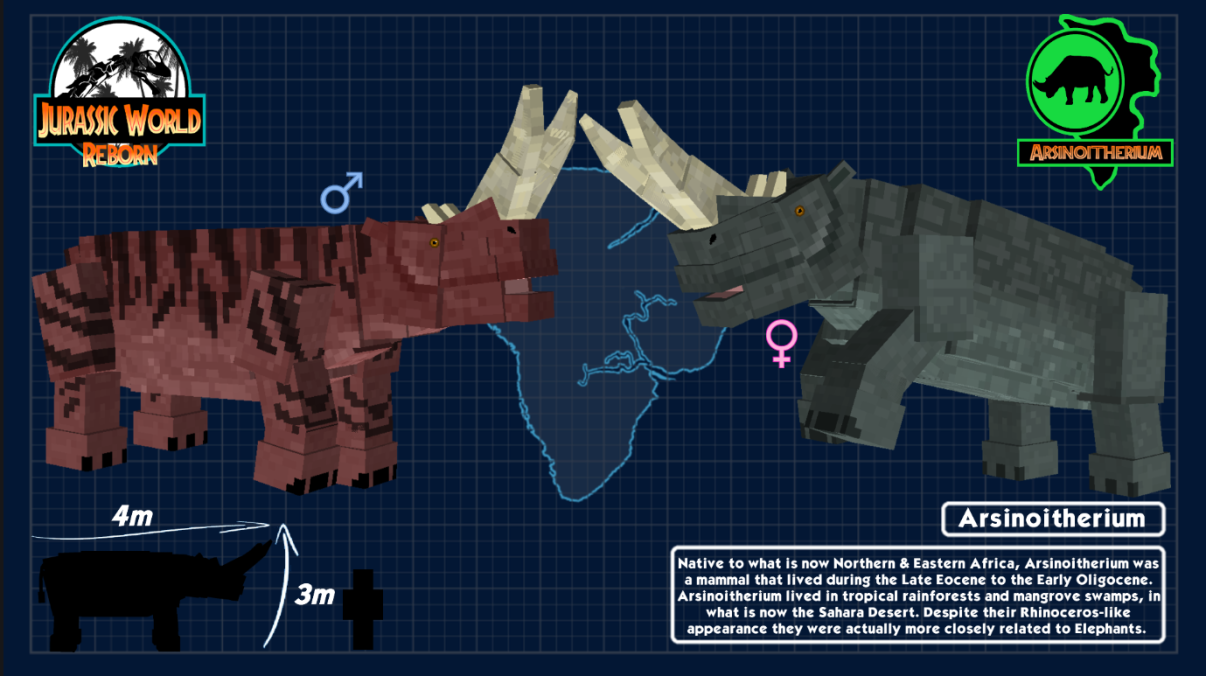 JURASSIC WORLD
REBORN
ARSINOITHERIUM
4m
3m
Arsinoitherium
Native to what is now Northern & Eastern Africa, Arsinoitherium was
a mammal that lived during the Late Eocene to the Early Oligocene.
Arsinoitherium lived in tropical rainforests and mangrove swamps, in
what is now the Sahara Desert. Despite their Rhinoceros-like
appearance they were actually more closely related to Elephants.